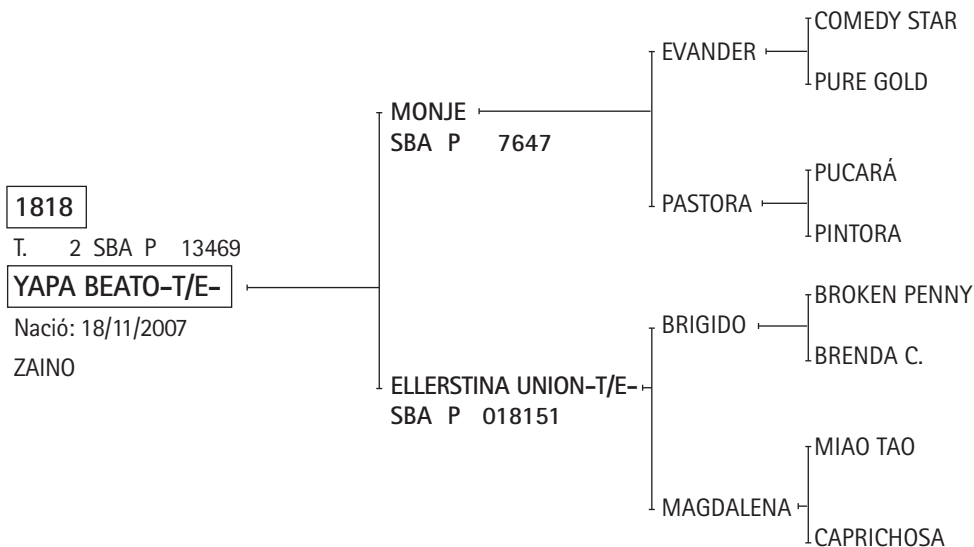 1818
T. 2 SBA P 13469
YAPA BEATO-T/E-
Nació: 18/11/2007
ZAINO
MONJE
SBA P 7647
ELLERSTINA UNION-T/E-
SBA P 018151
EVANDER
PASTORA
BRIGIDO
MAGDALENA
COMEDY STAR
PURE GOLD
PUCARÁ
PINTORA
BROKEN PENNY
BRENDA C.
MIAO TAO
CAPRICHOSA